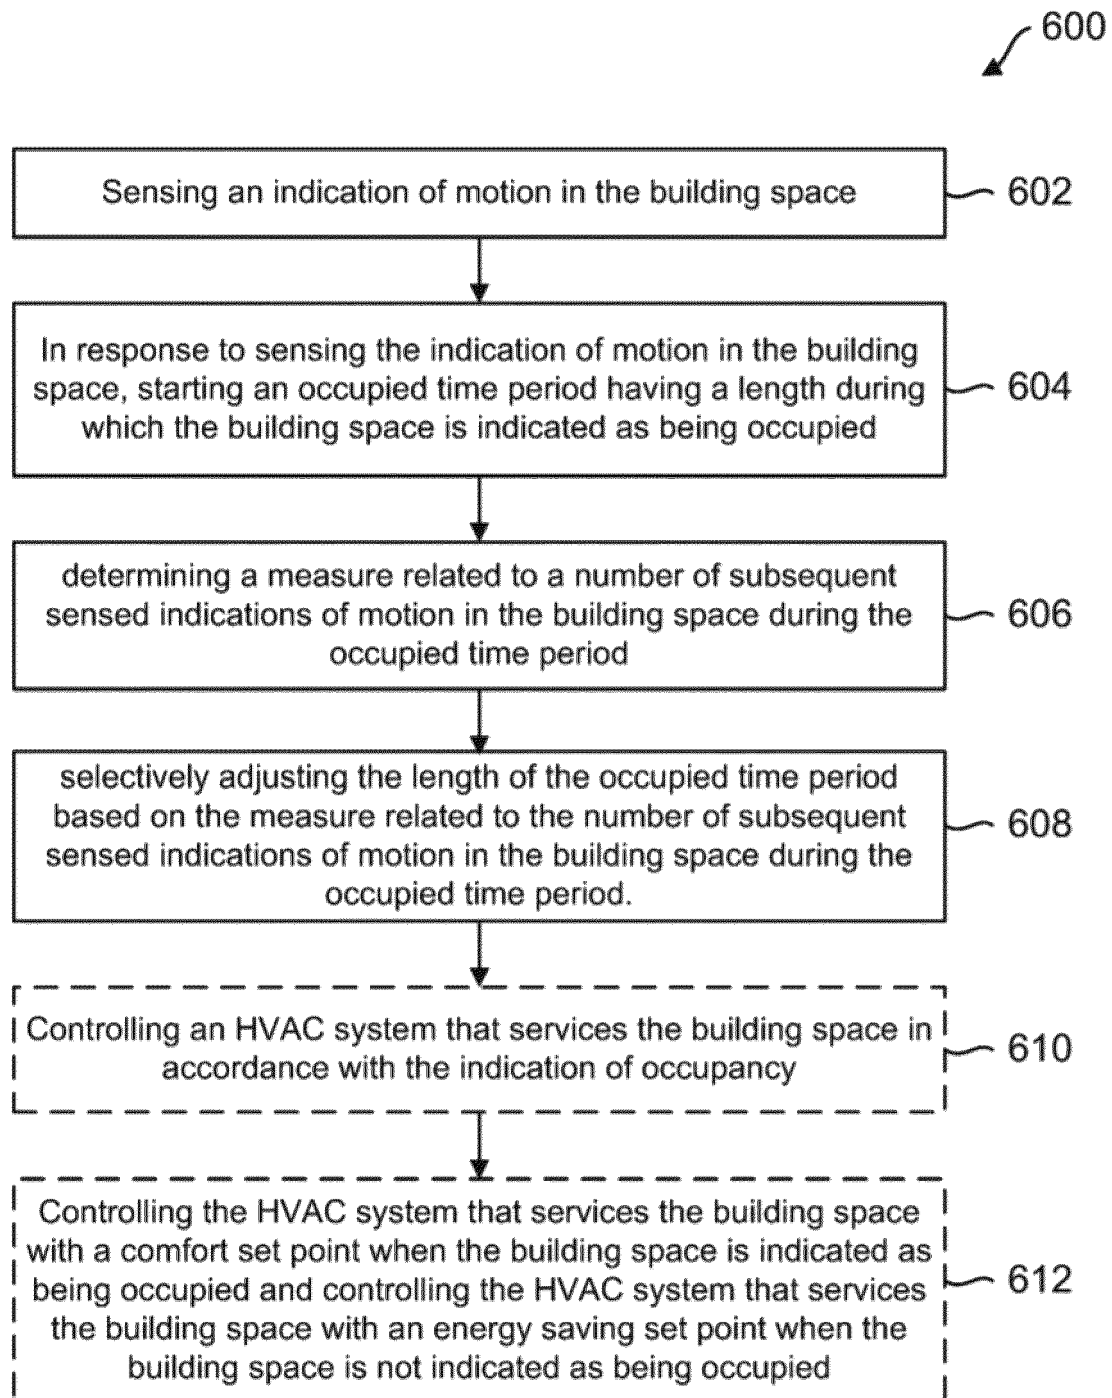 600
Sensing an indication of motion in the building space
602
In response to sensing the indication of motion in the building
space, starting an occupied time period having a length during
which the building space is indicated as being occupied
604
determining a measure related to a number of subsequent
sensed indications of motion in the building space during the
occupied time period
606
selectively adjusting the length of the occupied time period
based on the measure related to the number of subsequent
sensed indications of motion in the building space during the
occupied time period.
608
Controlling an HVAC system that services the building space in
accordance with the indication of occupancy
610
Controlling the HVAC system that services the building space
with a comfort set point when the building space is indicated as
being occupied and controlling the HVAC system that services
the building space with an energy saving set point when the
building space is not indicated as being occupied
612